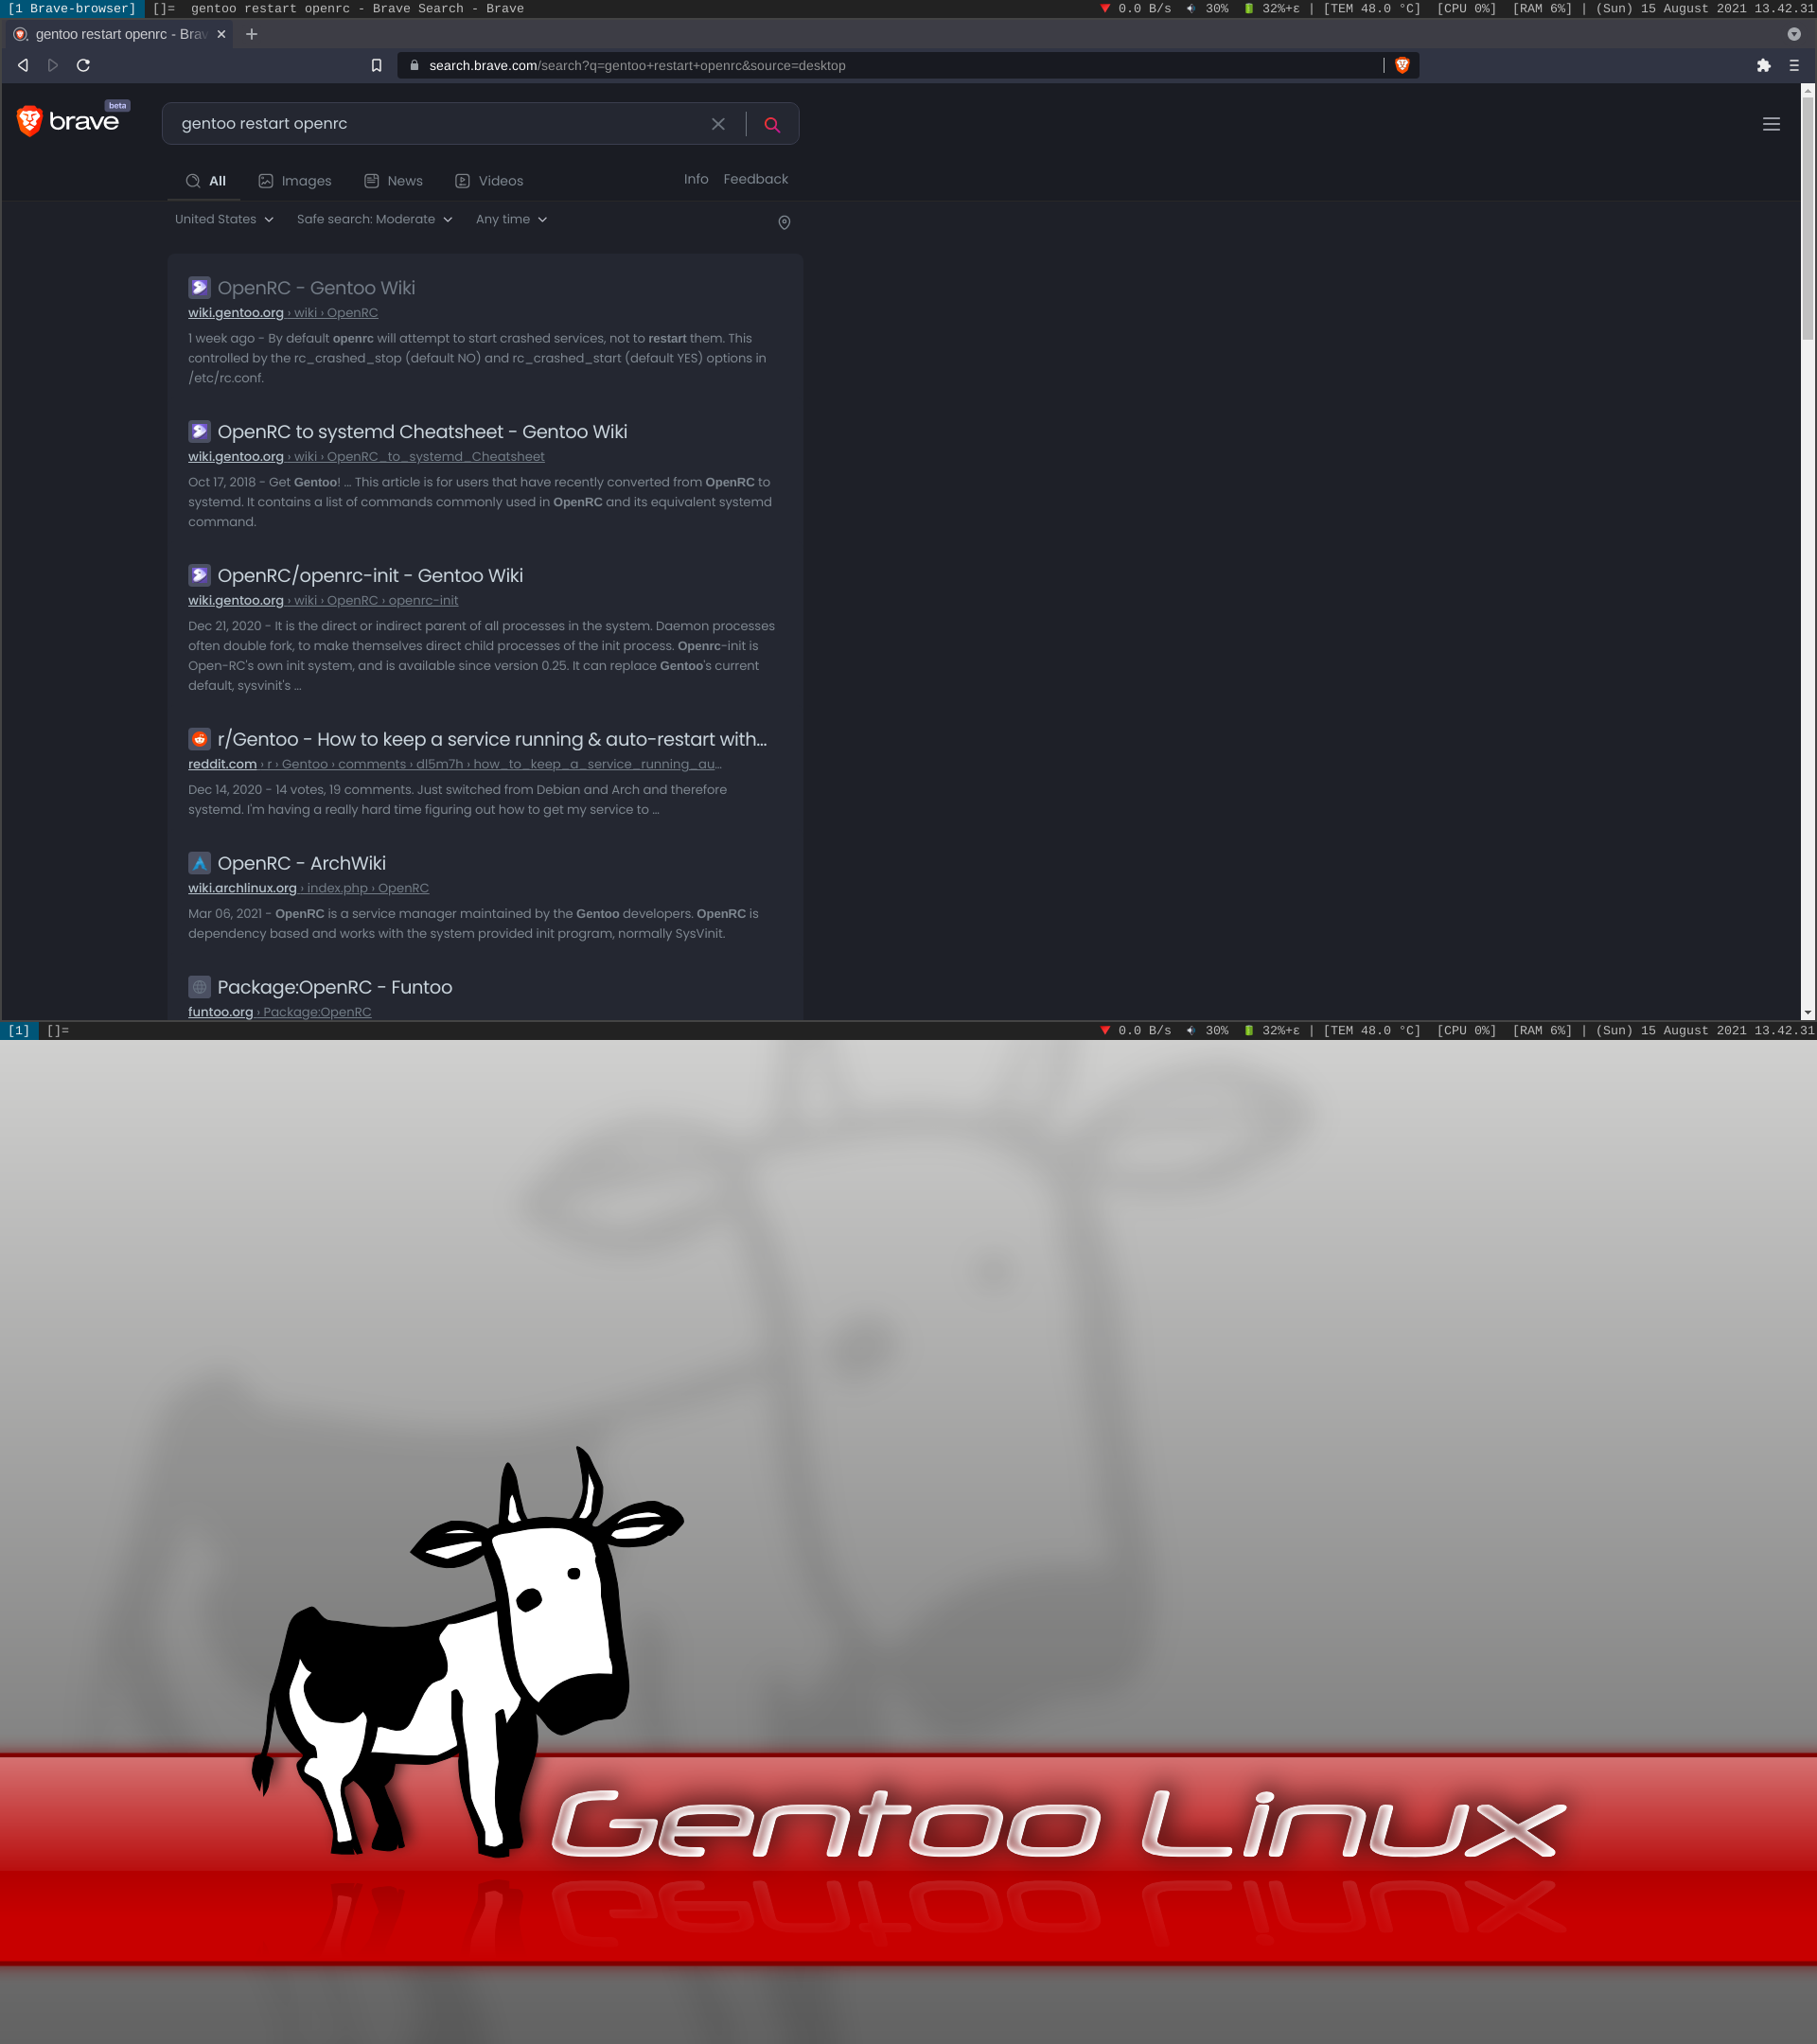 [1 Brave-browser] []= gentoo restart openrc - Brave Search - Brave 0.0 B/s 30% 32%+ε | [TEM 48.0 °C] [CPU 0%] [RAM 6%] | (Sun) 15 August 2021 13.42.31
gentoo restart openrc - Brav
search.brave.com/search?q=gentoo+restart+openrc&source=desktop
brave beta
gentoo restart openrc
All Images News Videos Info Feedback
United States Safe search: Moderate Any time
OpenRC - Gentoo Wiki
wiki.gentoo.org › wiki › OpenRC
1 week ago - By default openrc will attempt to start crashed services, not to restart them. This
controlled by the rc_crashed_stop (default NO) and rc_crashed_start (default YES) options in
/etc/rc.conf.
OpenRC to systemd Cheatsheet - Gentoo Wiki
wiki.gentoo.org › wiki › OpenRC_to_systemd_Cheatsheet
Oct 17, 2018 - Get Gentoo! ... This article is for users that have recently converted from OpenRC to
systemd. It contains a list of commands commonly used in OpenRC and its equivalent systemd
command.
OpenRC/openrc-init - Gentoo Wiki
wiki.gentoo.org › wiki › OpenRC › openrc-init
Dec 21, 2020 - It is the direct or indirect parent of all processes in the system. Daemon processes
often double fork, to make themselves direct child processes of the init process. Openrc-init is
Open-RC's own init system, and is available since version 0.25. It can replace Gentoo's current
default, sysvinit's ...
r/Gentoo - How to keep a service running & auto-restart with...
reddit.com › r › Gentoo › comments › dl5m7h › how_to_keep_a_service_running_au...
Dec 14, 2020 - 14 votes, 19 comments. Just switched from Debian and Arch and therefore
systemd. I'm having a really hard time figuring out how to get my service to ...
OpenRC - ArchWiki
wiki.archlinux.org › index.php › OpenRC
Mar 06, 2021 - OpenRC is a service manager maintained by the Gentoo developers. OpenRC is
dependency based and works with the system provided init program, normally SysVinit.
Package:OpenRC - Funtoo
funtoo.org › Package:OpenRC
[1] []= 0.0 B/s 30% 32%+ε | [TEM 48.0 °C] [CPU 0%] [RAM 6%] | (Sun) 15 August 2021 13.42.31
Gentoo Linux